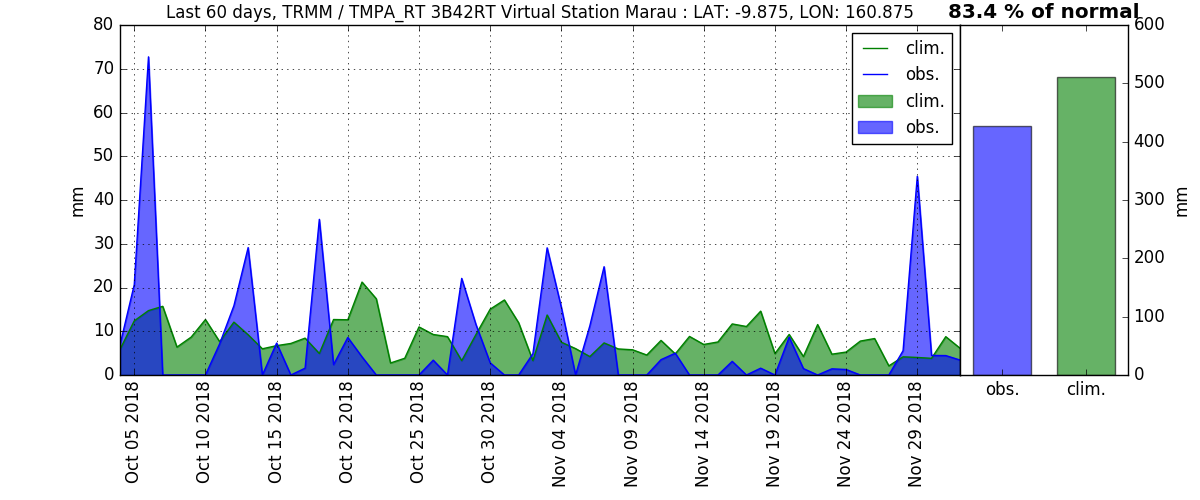 Last 60 days, TRMM / TMPA_RT 3B42RT Virtual Station Marau : LAT: -9.875, LON: 160.875
83.4 % of normal
80
70
60
50
40
30
20
10
0
mm
clim.
obs.
clim.
obs.
Oct 05 2018
Oct 10 2018
Oct 15 2018
Oct 20 2018
Oct 25 2018
Oct 30 2018
Nov 04 2018
Nov 09 2018
Nov 14 2018
Nov 19 2018
Nov 24 2018
Nov 29 2018
600
500
400
300
200
100
0
mm
obs.
clim.